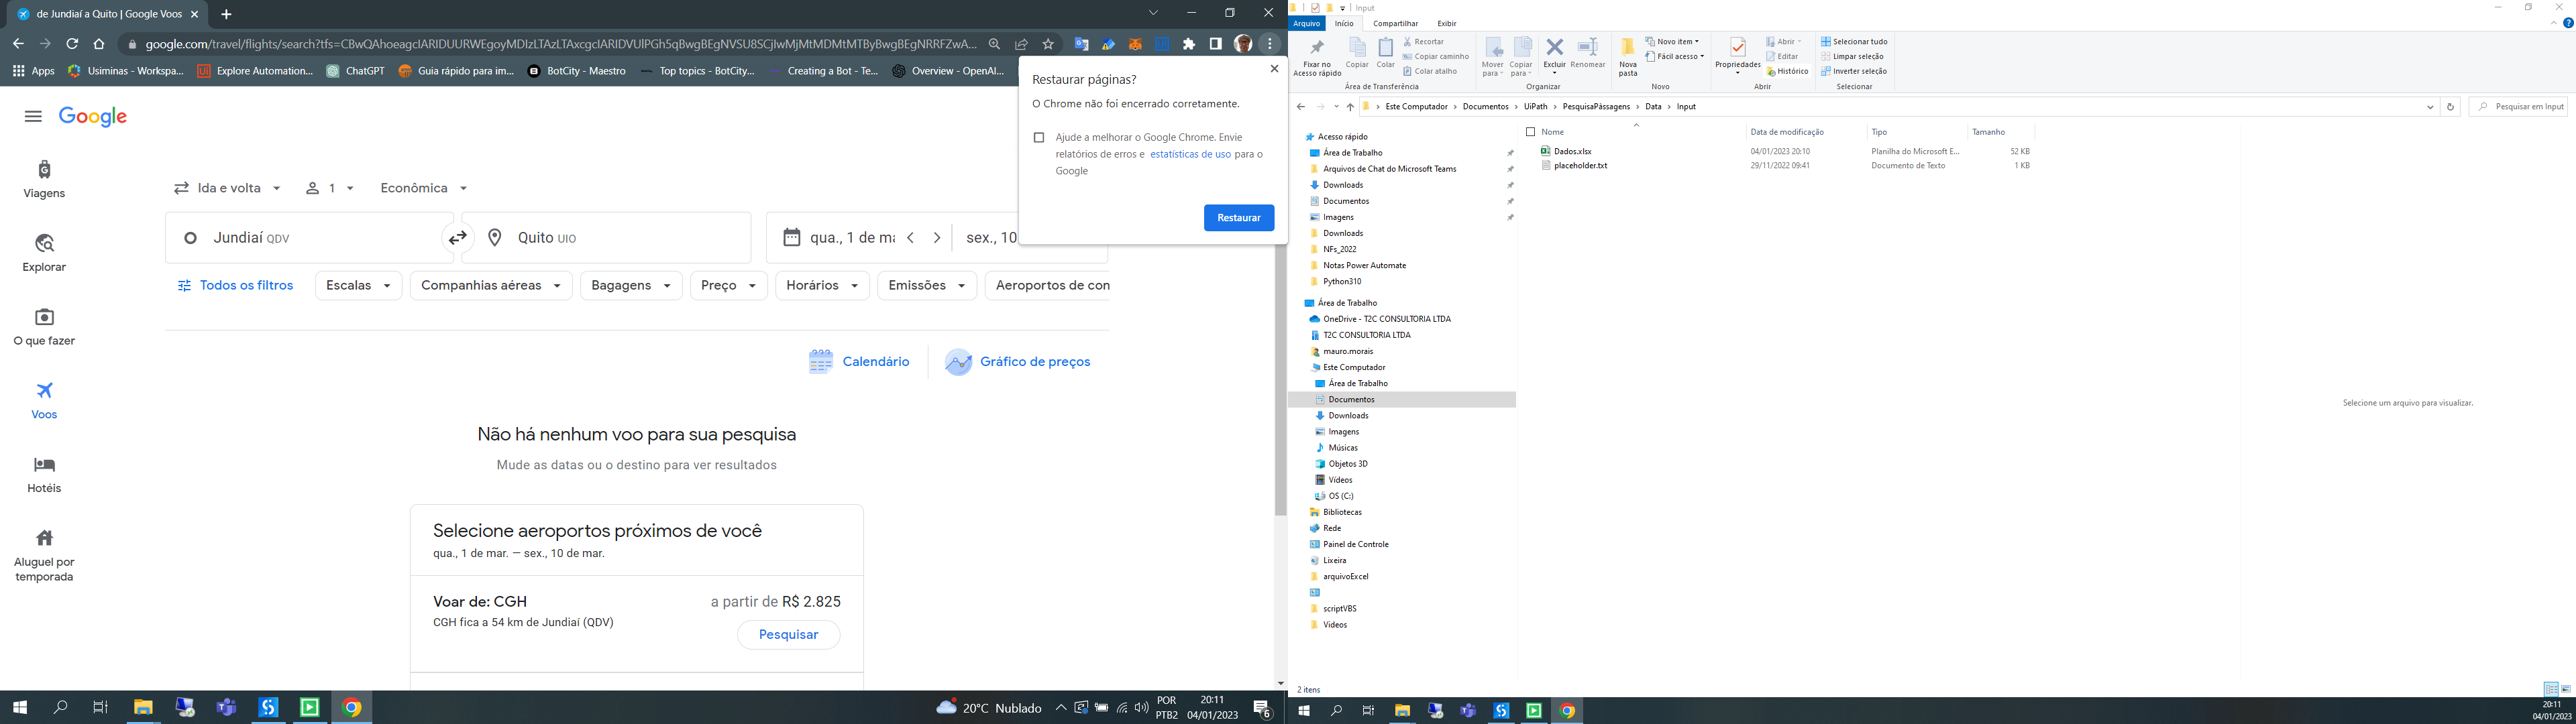 de Jundiaí a Quito | Google Voos
google.com/travel/flights/search?tfs=CBwQAhoeagcIARIDUURWEgoyMDIzLTAzLTAxcgcIARIDVUlPGh5qBwgBEgNVSU8SCjIwMjMtMDMtMTByBwgBEgNRRFZwA...
Apps
Usiminas - Workspa...
Explore Automation...
ChatGPT
Guia rápido para im...
BotCity - Maestro
Top topics - BotCity...
Creating a Bot - Te...
Overview - OpenAI...
Restaurar páginas?
O Chrome não foi encerrado corretamente.
Ajude a melhorar o Google Chrome. Envie
relatórios de erros e estatísticas de uso para o
Google
Restaurar
Google
Viagens
Explorar
O que fazer
Voos
Hotéis
Aluguel por
temporada
Ida e volta
1
Econômica
Jundiaí QDV
Quito UIO
qua., 1 de ma
sex., 10
Todos os filtros
Escalas
Companhias aéreas
Bagagens
Preço
Horários
Emissões
Aeroportos de con
Calendário
Gráfico de preços
Não há nenhum voo para sua pesquisa
Mude as datas ou o destino para ver resultados
Selecione aeroportos próximos de você
qua., 1 de mar. — sex., 10 de mar.
Voar de: CGH
a partir de R$ 2.825
CGH fica a 54 km de Jundiaí (QDV)
Pesquisar
20°C Nublado
POR
PTB2
20:11
04/01/2023
6
Input
Arquivo
Início
Compartilhar
Exibir
Fixar no
Acesso rápido
Copiar
Colar
Recortar
Copiar caminho
Colar atalho
Área de Transferência
Mover
para
Copiar
para
Excluir
Renomear
Organizar
Nova
pasta
Novo item
Fácil acesso
Novo
Propriedades
Abrir
Editar
Histórico
Abrir
Selecionar tudo
Limpar seleção
Inverter seleção
Selecionar
Este Computador > Documentos > UiPath > PesquisaPàssagens > Data > Input
Pesquisar em Input
Acesso rápido
Área de Trabalho
Arquivos de Chat do Microsoft Teams
Downloads
Documentos
Imagens
Downloads
NFs_2022
Notas Power Automate
Python310
Área de Trabalho
OneDrive - T2C CONSULTORIA LTDA
T2C CONSULTORIA LTDA
mauro.morais
Este Computador
Área de Trabalho
Documentos
Downloads
Imagens
Músicas
Objetos 3D
Vídeos
OS (C:)
Bibliotecas
Rede
Painel de Controle
Lixeira
arquivoExcel
scriptVBS
Videos
Nome
Data de modificação
Tipo
Tamanho
Dados.xlsx
04/01/2023 20:10
Planilha do Microsoft E...
52 KB
placeholder.txt
29/11/2022 09:41
Documento de Texto
1 KB
Selecione um arquivo para visualizar.
2 itens
20:11
04/01/2023